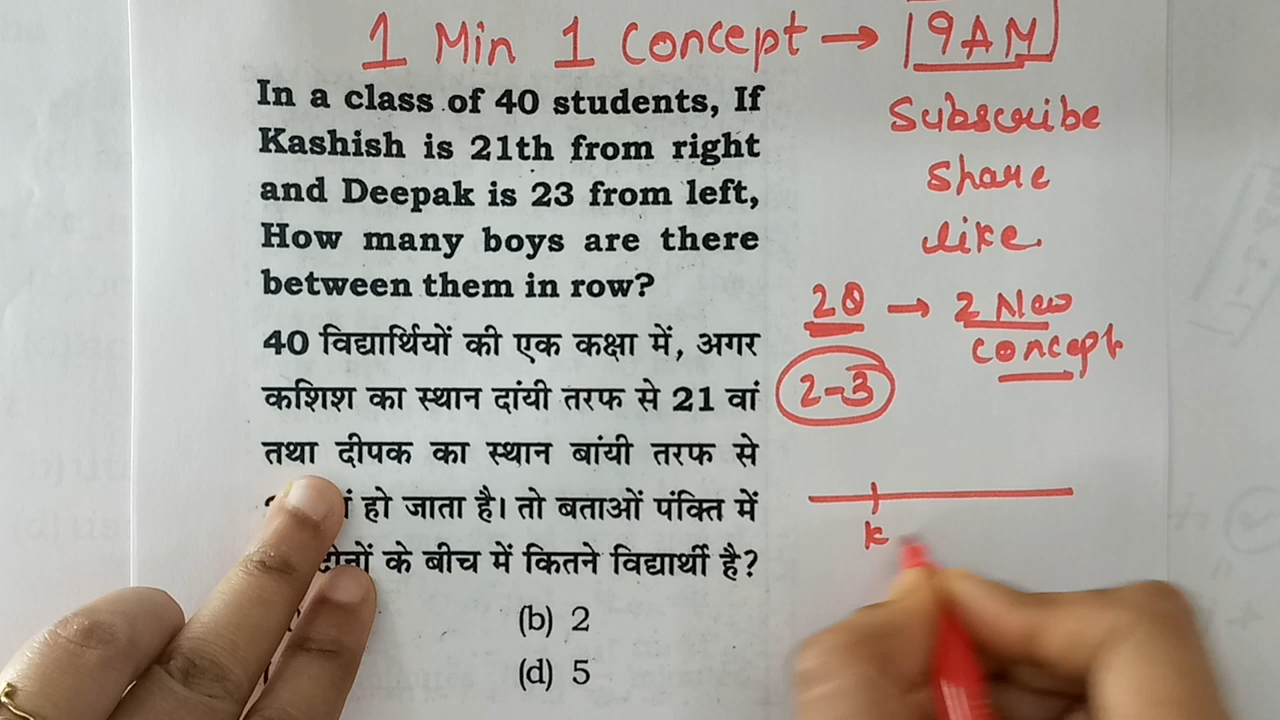 1 Min 1 Concept → 9AM
In a class of 40 students, If
Kashish is 21th from right
and Deepak is 23 from left,
How many boys are there
between them in row?
40 विद्यार्थियों की एक कक्षा में, अगर
कशिश का स्थान दांयी तरफ से 21 वां
तथा दीपक का स्थान बांयी तरफ से
हो जाता है। तो बताओं पंक्ति में
के बीच में कितने विद्यार्थी है?
(b) 2
(d) 5
Subscribe
Share
like
2Q → 2 New
concept
2-3
K